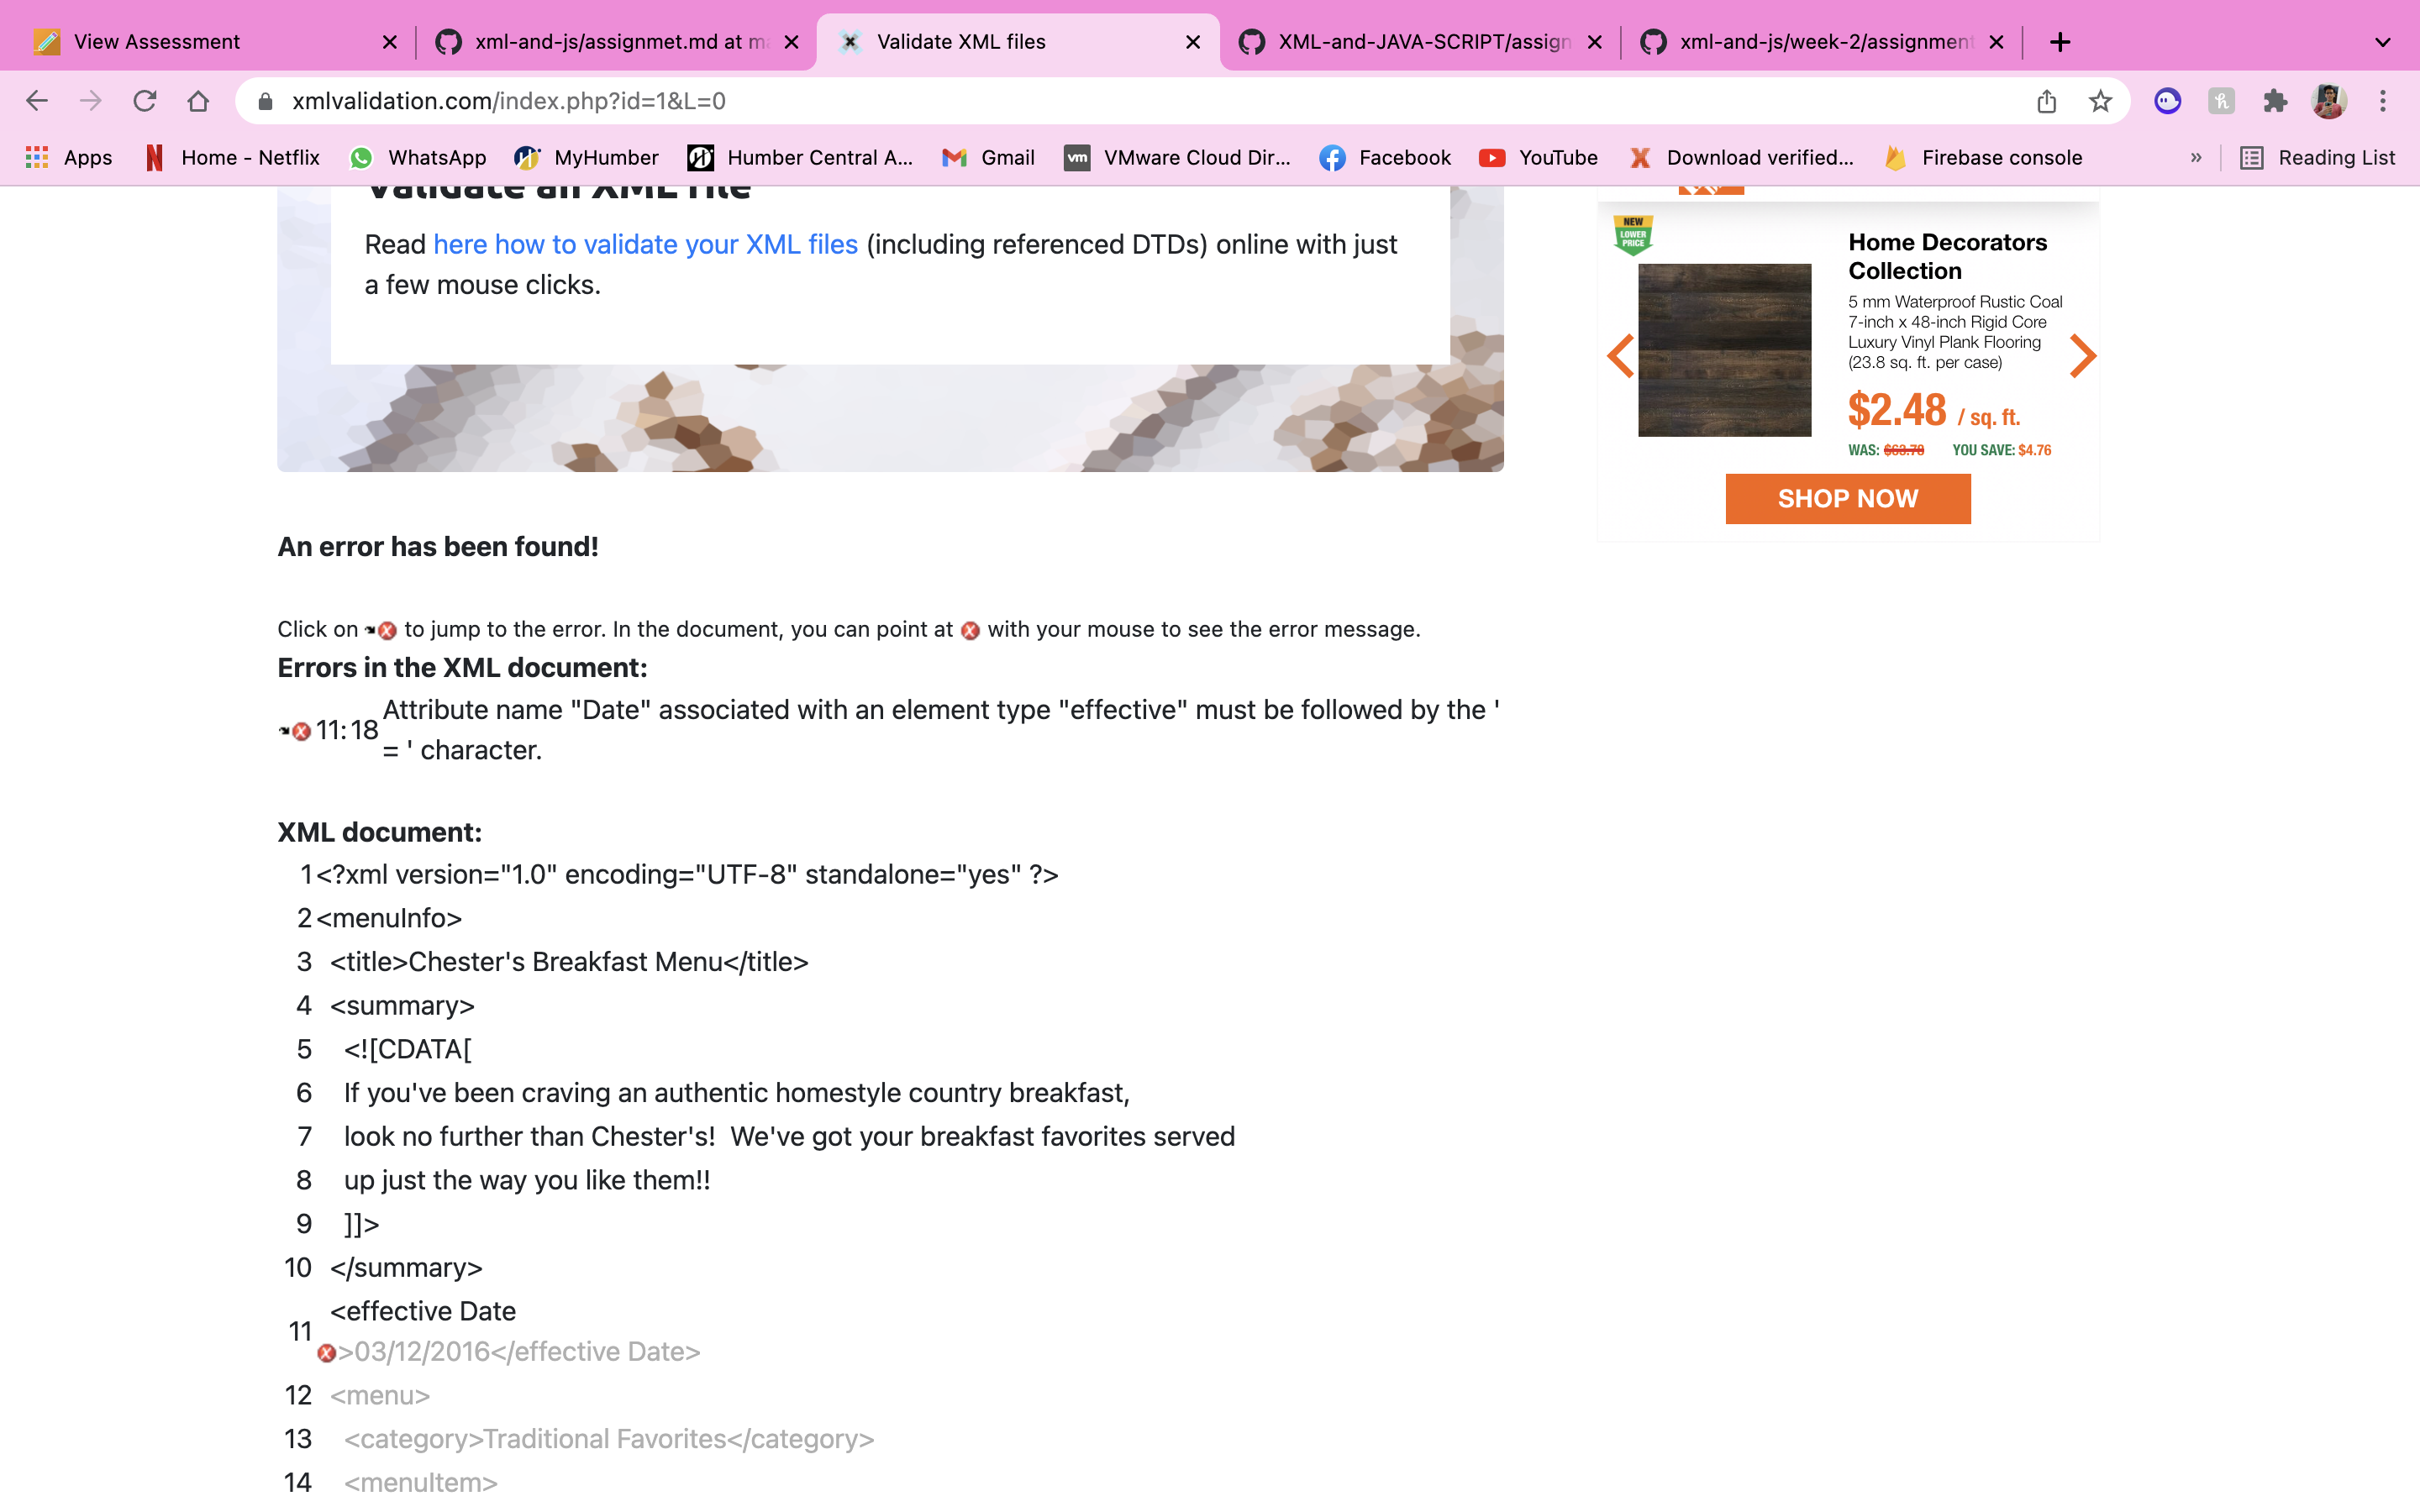 View Assessment
xml-and-js/assignmet.md at ma
Validate XML files
XML-and-JAVA-SCRIPT/assign
xml-and-js/week-2/assignment
xmlvalidation.com/index.php?id=1&L=0
Apps
Home - Netflix
WhatsApp
MyHumber
Humber Central A...
Gmail
vm
VMware Cloud Dir...
Facebook
YouTube
Download verified...
Firebase console
»
Reading List
Validate an XML file
Read here how to validate your XML files (including referenced DTDs) online with just
a few mouse clicks.
NEW
LOWER
PRICE
Home Decorators
Collection
5 mm Waterproof Rustic Coal
7-inch x 48-inch Rigid Core
Luxury Vinyl Plank Flooring
(23.8 sq. ft. per case)
$2.48 / sq. ft.
WAS: $63.78 YOU SAVE: $4.76
SHOP NOW
An error has been found!
Click on to jump to the error. In the document, you can point at with your mouse to see the error message.
Errors in the XML document:
11:18 Attribute name "Date" associated with an element type "effective" must be followed by the '
= ' character.
XML document:
1 <?xml version="1.0" encoding="UTF-8" standalone="yes" ?>
2 <menuInfo>
3 <title>Chester's Breakfast Menu</title>
4 <summary>
5 <![CDATA[
6 If you've been craving an authentic homestyle country breakfast,
7 look no further than Chester's!  We've got your breakfast favorites served
8 up just the way you like them!!
9 ]]>
10 </summary>
11 <effective Date
>03/12/2016</effective Date>
12 <menu>
13 <category>Traditional Favorites</category>
14 <menuItem>